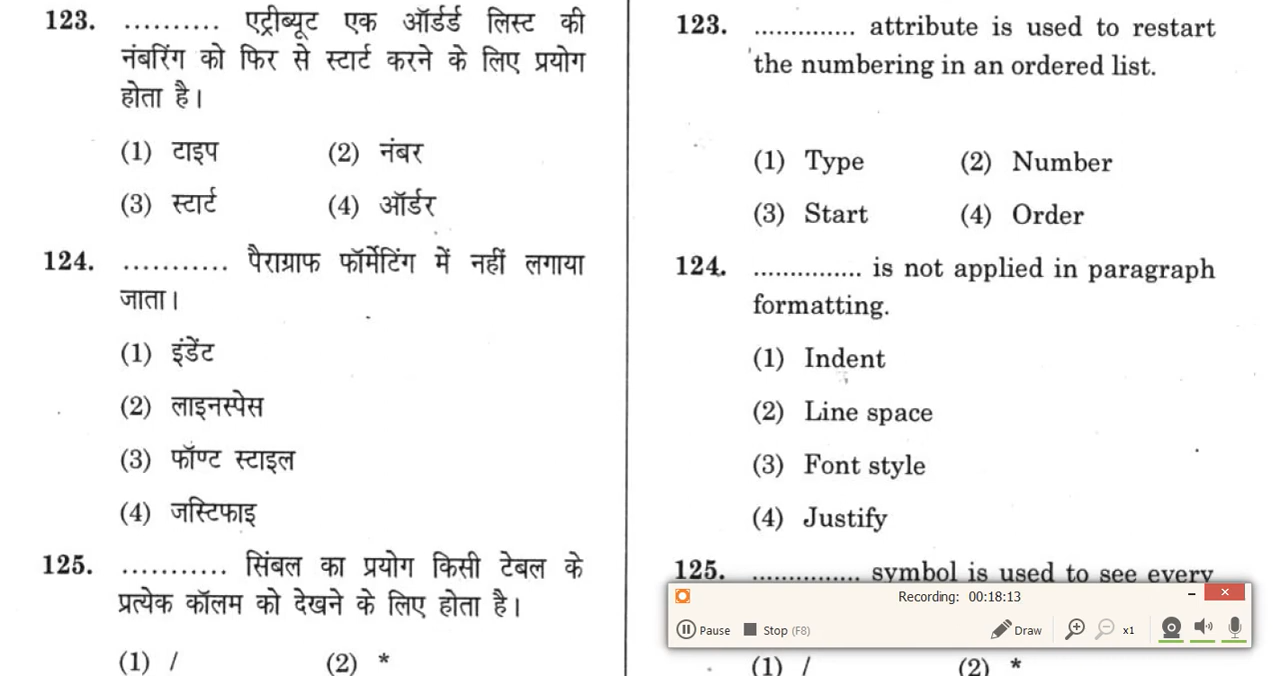 123. .......... एट्रीब्यूट एक ऑर्डर्ड लिस्ट की
नंबरिंग को फिर से स्टार्ट करने के लिए प्रयोग
होता है।
(1) टाइप (2) नंबर
(3) स्टार्ट (4) ऑर्डर
124. ........... पैराग्राफ फॉर्मेटिंग में नहीं लगाया
जाता।
(1) इंडेंट
(2) लाइनस्पेस
(3) फॉण्ट स्टाइल
(4) जस्टिफाइ
125. ........... सिंबल का प्रयोग किसी टेबल के
प्रत्येक कॉलम को देखने के लिए होता है।
(1) / (2) *
123. .............. attribute is used to restart
the numbering in an ordered list.
(1) Type (2) Number
(3) Start (4) Order
124. ............... is not applied in paragraph
formatting.
(1) Indent
(2) Line space
(3) Font style
(4) Justify
125. ............... symbol is used to see every
Recording: 00:18:13
Pause Stop (F8) Draw x1
(1) / (2) *